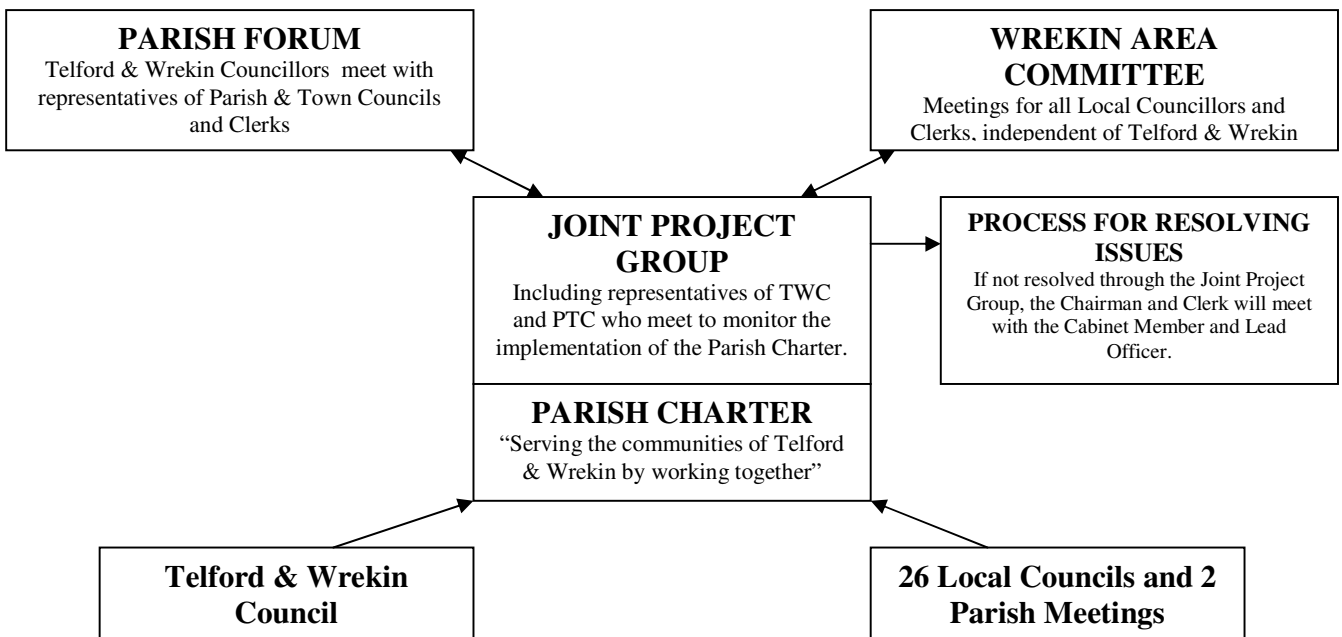 PARISH FORUM
Telford & Wrekin Councillors meet with
representatives of Parish & Town Councils
and Clerks
WREKIN AREA
COMMITTEE
Meetings for all Local Councillors and
Clerks, independent of Telford & Wrekin
JOINT PROJECT
GROUP
Including representatives of TWC
and PTC who meet to monitor the
implementation of the Parish Charter.
PROCESS FOR RESOLVING
ISSUES
If not resolved through the Joint Project
Group, the Chairman and Clerk will meet
with the Cabinet Member and Lead
Officer.
PARISH CHARTER
“Serving the communities of Telford
& Wrekin by working together”
Telford & Wrekin
Council
26 Local Councils and 2
Parish Meetings